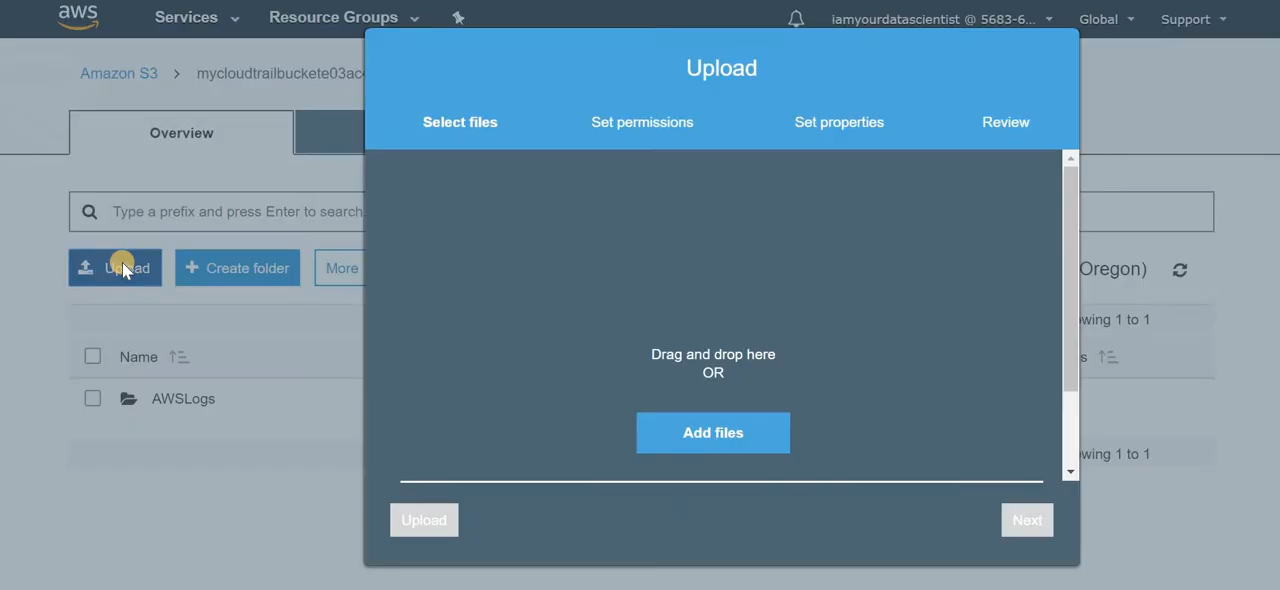 aws
Services
Resource Groups
iamyourdatascientist @ 5683-6...
Global
Support
Amazon S3
mycloudtrailbuckete03ac
Upload
Select files
Set permissions
Set properties
Review
Overview
Type a prefix and press Enter to search.
Upload
Create folder
More
Oregon)
wing 1 to 1
Name
s
AWSLogs
Drag and drop here
OR
Add files
wing 1 to 1
Upload
Next